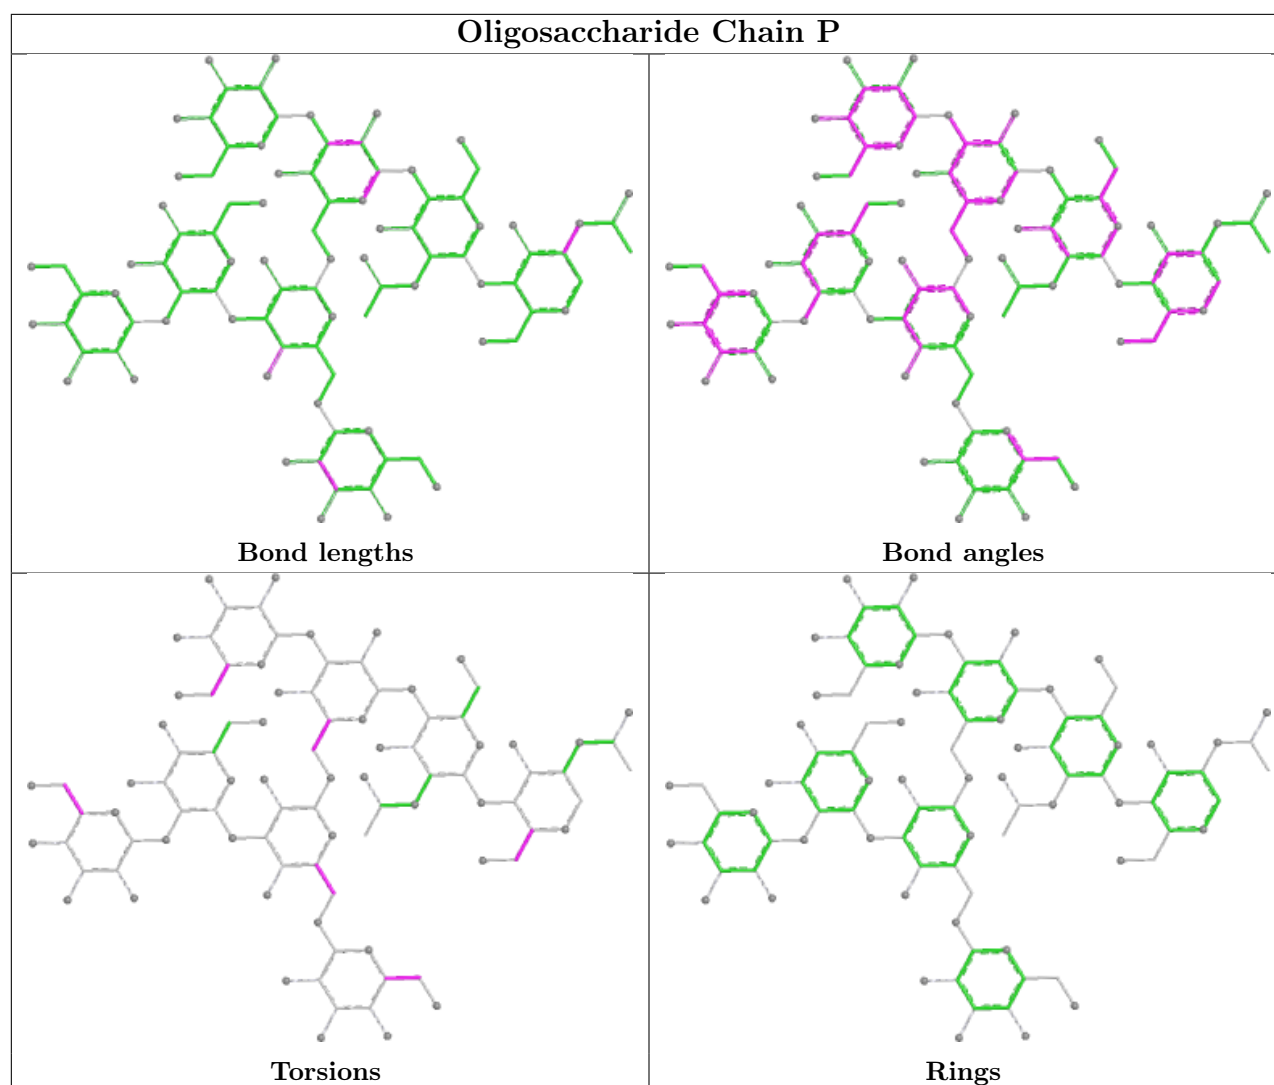 Oligosaccharide Chain P
Bond lengths
Bond angles
Torsions
Rings